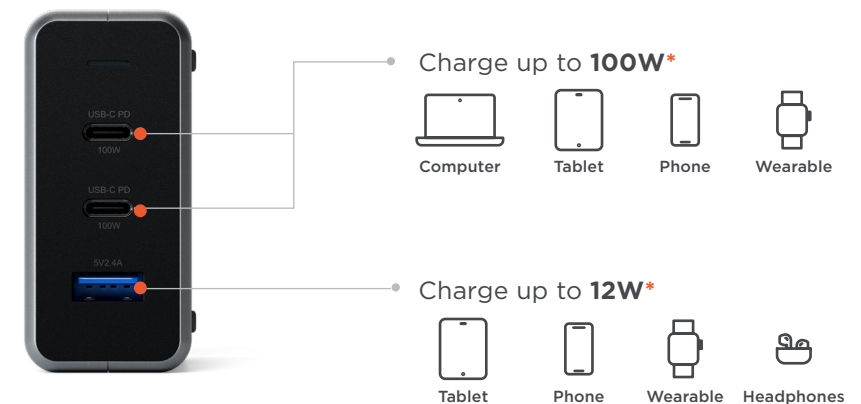 USB-C PD
100W
USB-C PD
100W
5V2.4A
Charge up to 100W*
Computer Tablet Phone Wearable
Charge up to 12W*
Tablet Phone Wearable Headphones